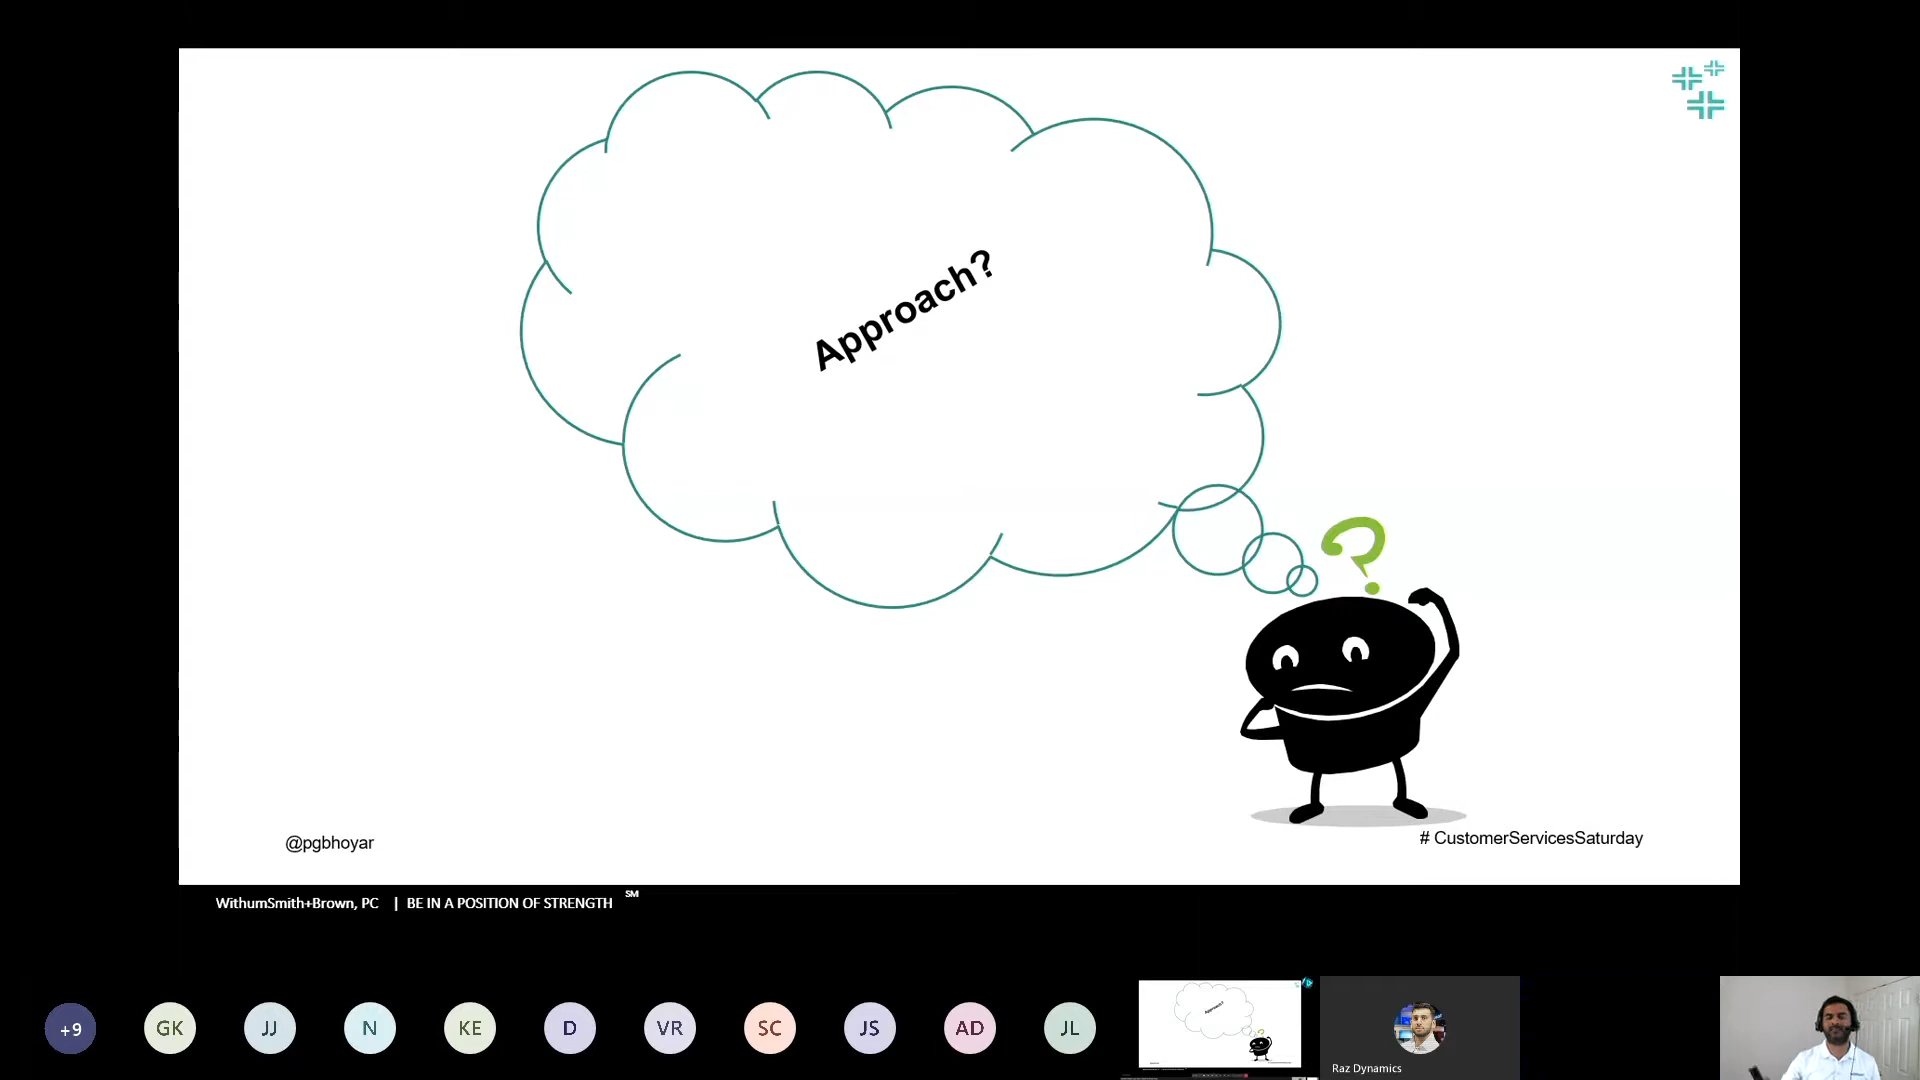 Approach?
?
@pgbhoyar
# CustomerServicesSaturday
WithumSmith+Brown, PC | BE IN A POSITION OF STRENGTH SM
+9 GK JJ N KE D VR SC JS AD JL
Approach?
Raz Dynamics